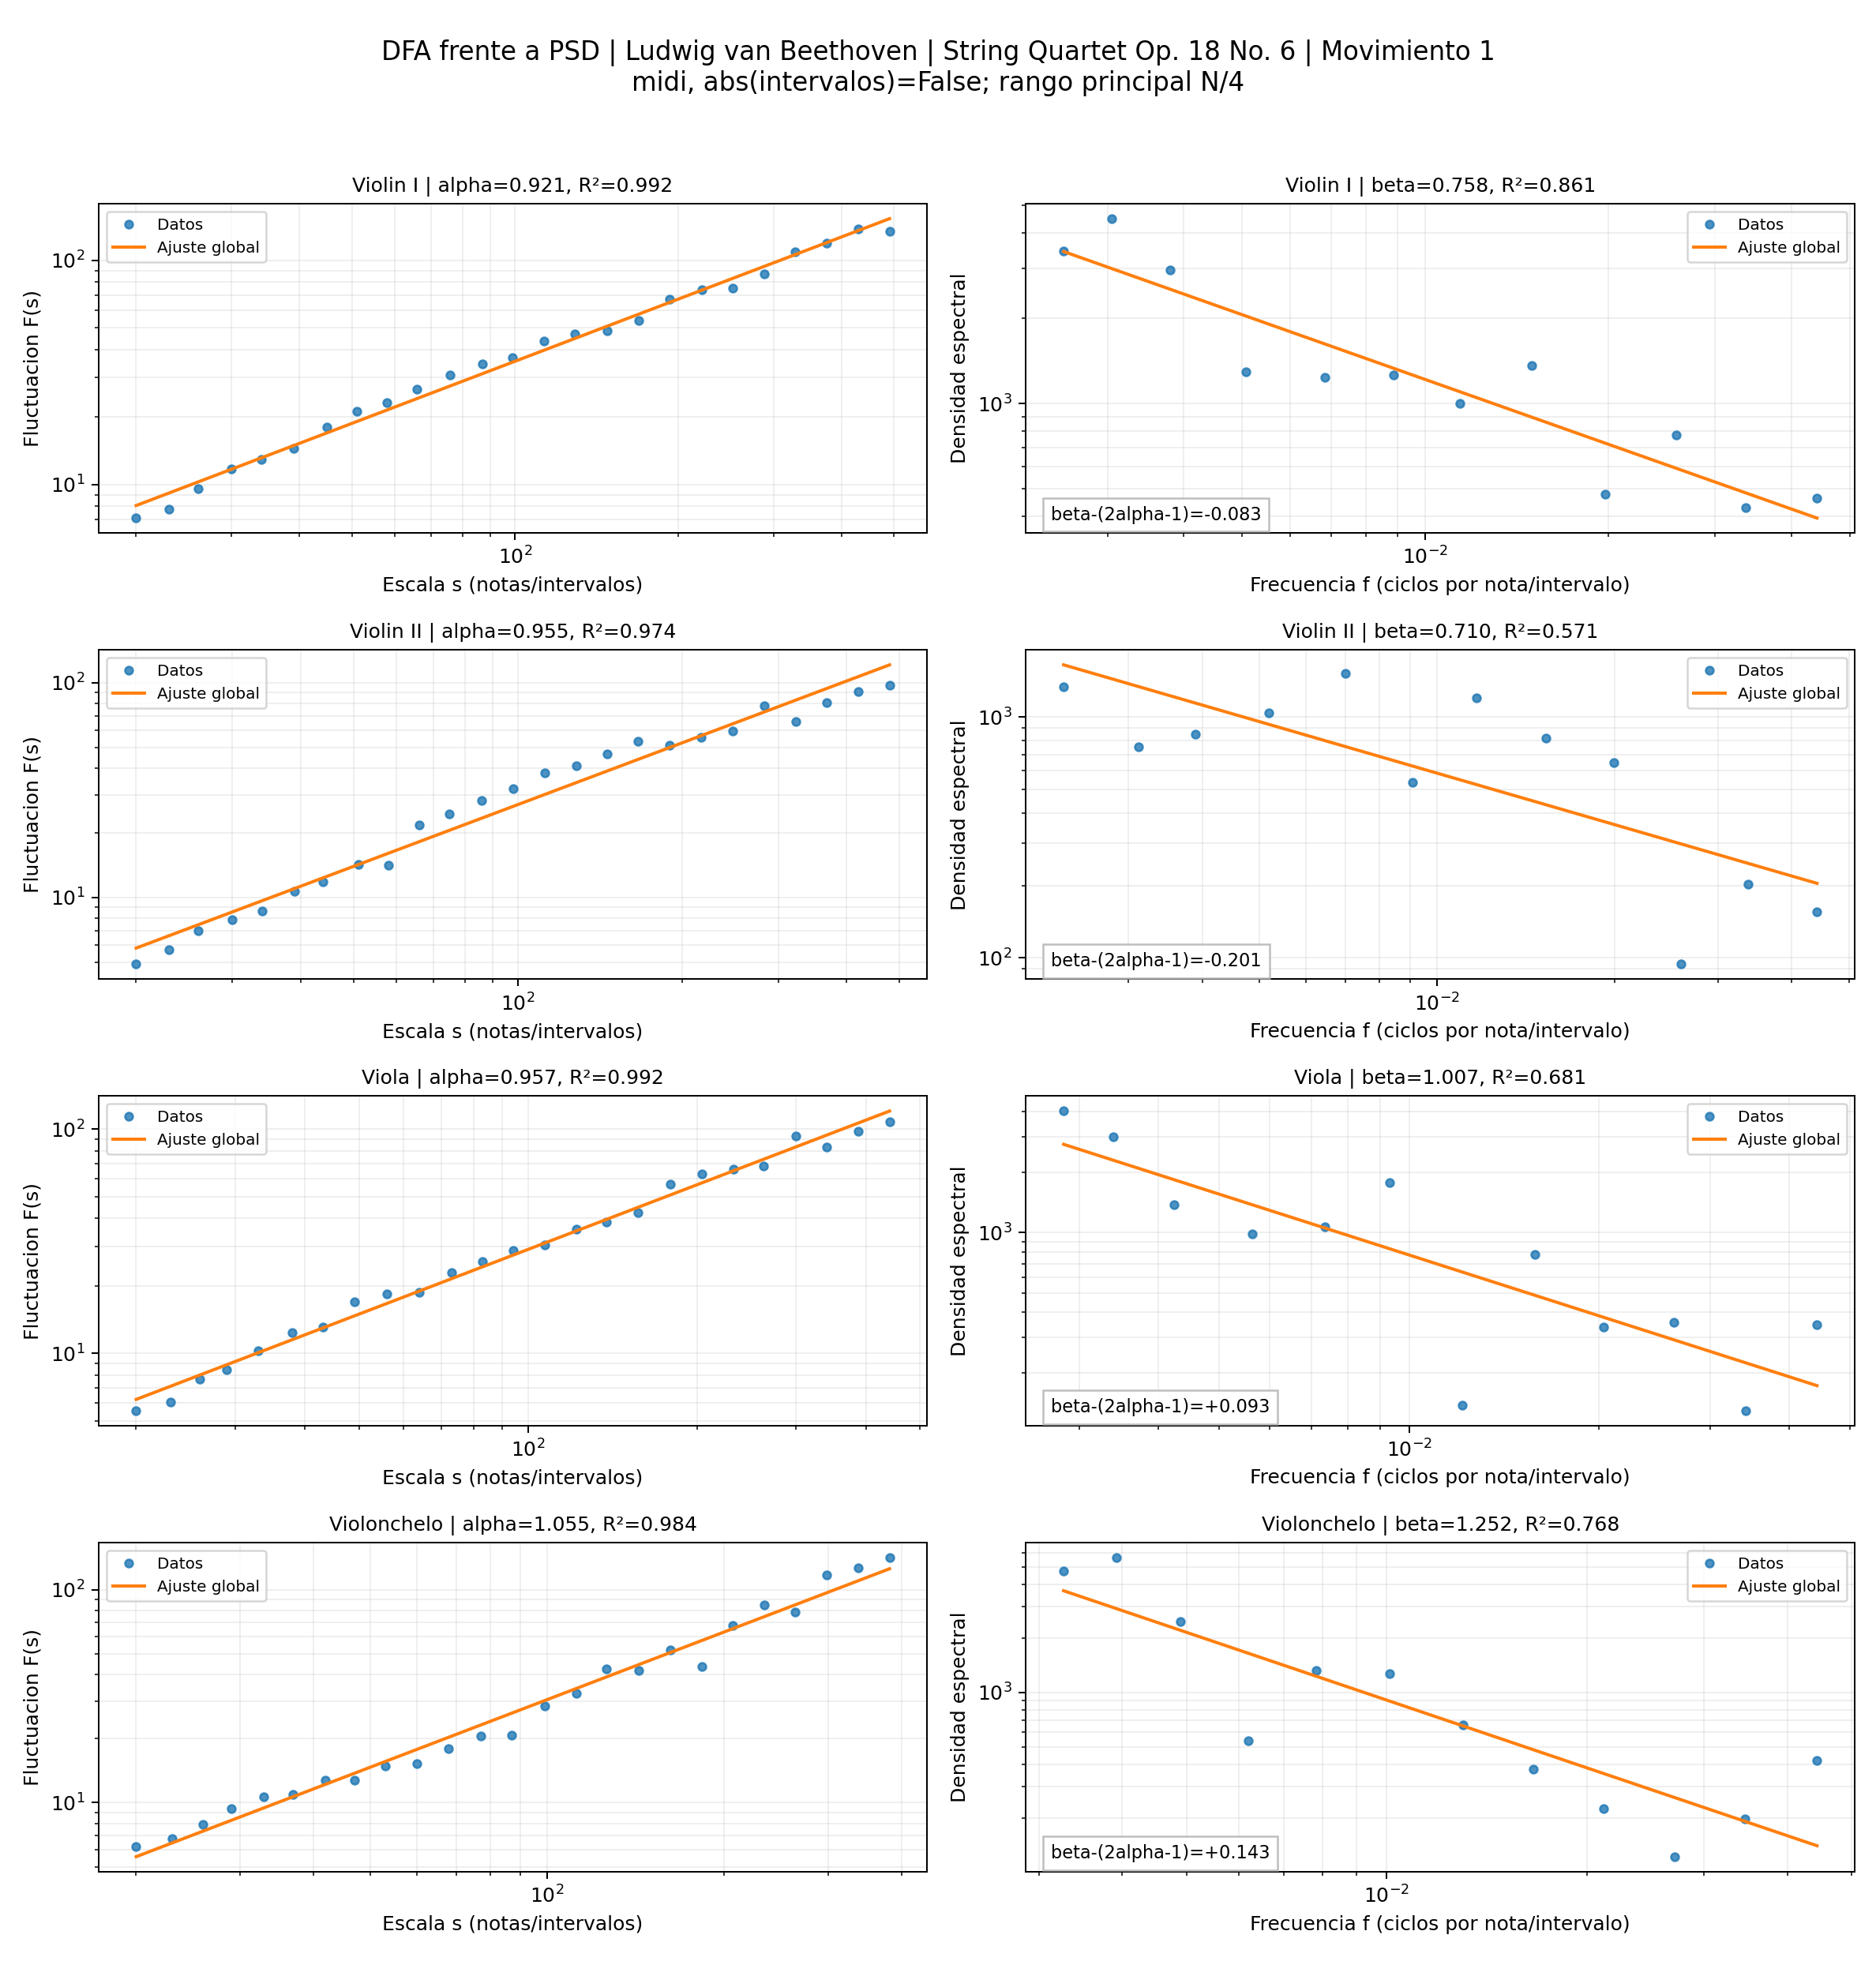 DFA frente a PSD | Ludwig van Beethoven | String Quartet Op. 18 No. 6 | Movimiento 1
midi, abs(intervalos)=False; rango principal N/4
Violin I | alpha=0.921, R²=0.992
Datos
Ajuste global
10²
10¹
Fluctuacion F(s)
10²
Escala s (notas/intervalos)
Violin I | beta=0.758, R²=0.861
Datos
Ajuste global
10³
Densidad espectral
beta-(2alpha-1)=-0.083
10⁻²
Frecuencia f (ciclos por nota/intervalo)
Violin II | alpha=0.955, R²=0.974
Datos
Ajuste global
10²
10¹
Fluctuacion F(s)
10²
Escala s (notas/intervalos)
Violin II | beta=0.710, R²=0.571
Datos
Ajuste global
10³
10²
Densidad espectral
beta-(2alpha-1)=-0.201
10⁻²
Frecuencia f (ciclos por nota/intervalo)
Viola | alpha=0.957, R²=0.992
Datos
Ajuste global
10²
10¹
Fluctuacion F(s)
10²
Escala s (notas/intervalos)
Viola | beta=1.007, R²=0.681
Datos
Ajuste global
10³
Densidad espectral
beta-(2alpha-1)=+0.093
10⁻²
Frecuencia f (ciclos por nota/intervalo)
Violonchelo | alpha=1.055, R²=0.984
Datos
Ajuste global
10²
10¹
Fluctuacion F(s)
10²
Escala s (notas/intervalos)
Violonchelo | beta=1.252, R²=0.768
Datos
Ajuste global
10³
Densidad espectral
beta-(2alpha-1)=+0.143
10⁻²
Frecuencia f (ciclos por nota/intervalo)